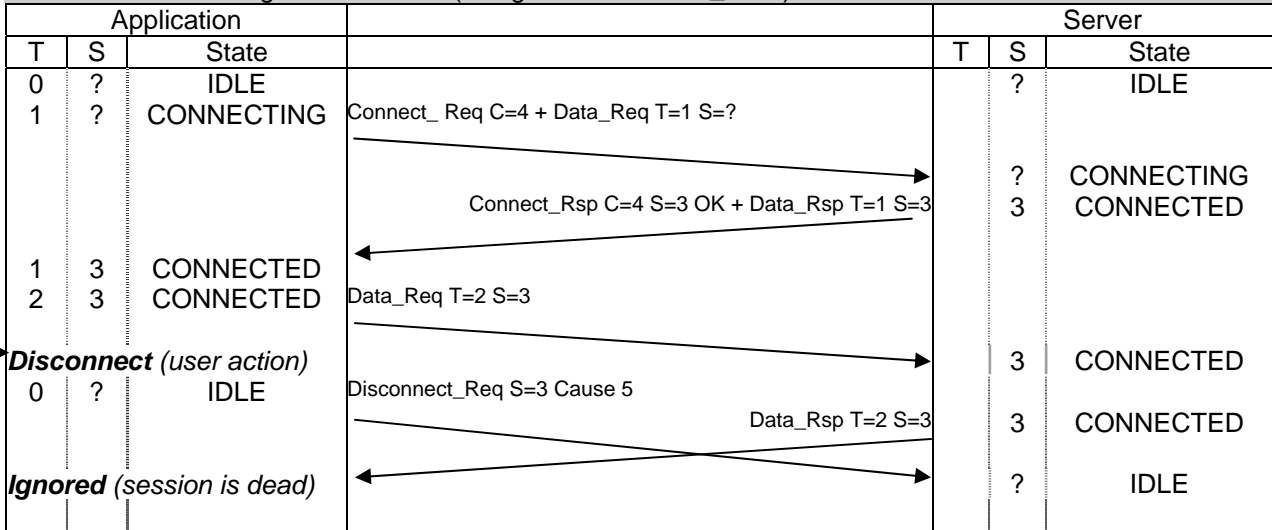 Application Server
T S State T S State
0 ? IDLE ? IDLE
1 ? CONNECTING Connect_ Req C=4 + Data_Req T=1 S=?
? CONNECTING
Connect_Rsp C=4 S=3 OK + Data_Rsp T=1 S=3 3 CONNECTED
1 3 CONNECTED
2 3 CONNECTED Data_Req T=2 S=3
Disconnect (user action) 3 CONNECTED
0 ? IDLE Disconnect_Req S=3 Cause 5
Data_Rsp T=2 S=3 3 CONNECTED
Ignored (session is dead) ? IDLE